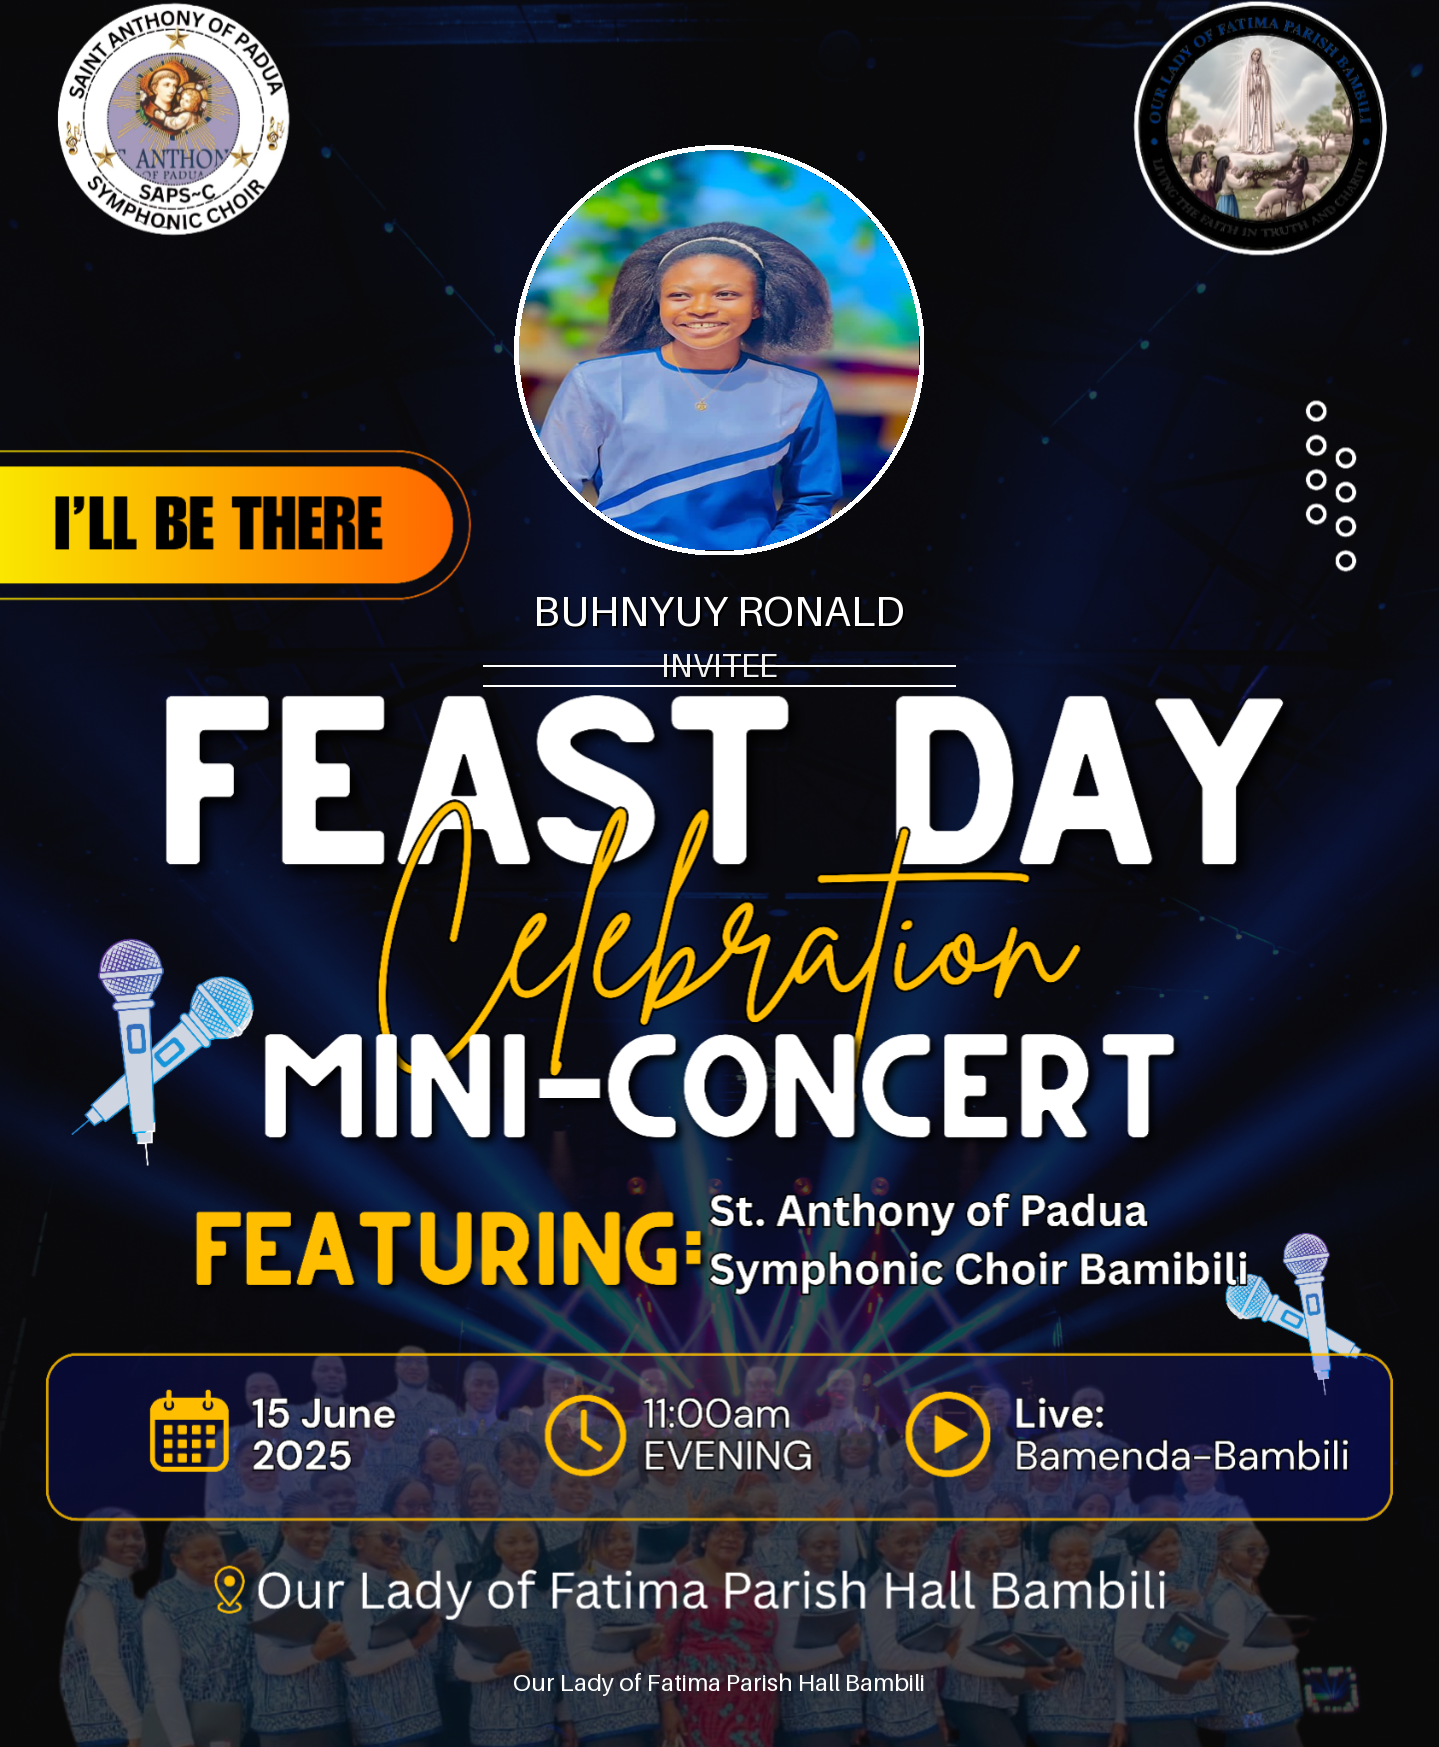 SAINT ANTHONY OF PADUA
T. ANTHON
OF PADUA
SAPS~C
SYMPHONIC CHOIR
OUR LADY OF FATIMA PARISH BAMBILI
LIVING THE FAITH IN TRUTH AND CHARITY
I'LL BE THERE
BUHNYUY RONALD
INVITEE
FEAST DAY
Celebration
MINI-CONCERT
FEATURING:
St. Anthony of Padua
Symphonic Choir Bamibili
15 June
2025
11:00am
EVENING
Live:
Bamenda-Bambili
Our Lady of Fatima Parish Hall Bambili
Our Lady of Fatima Parish Hall Bambili